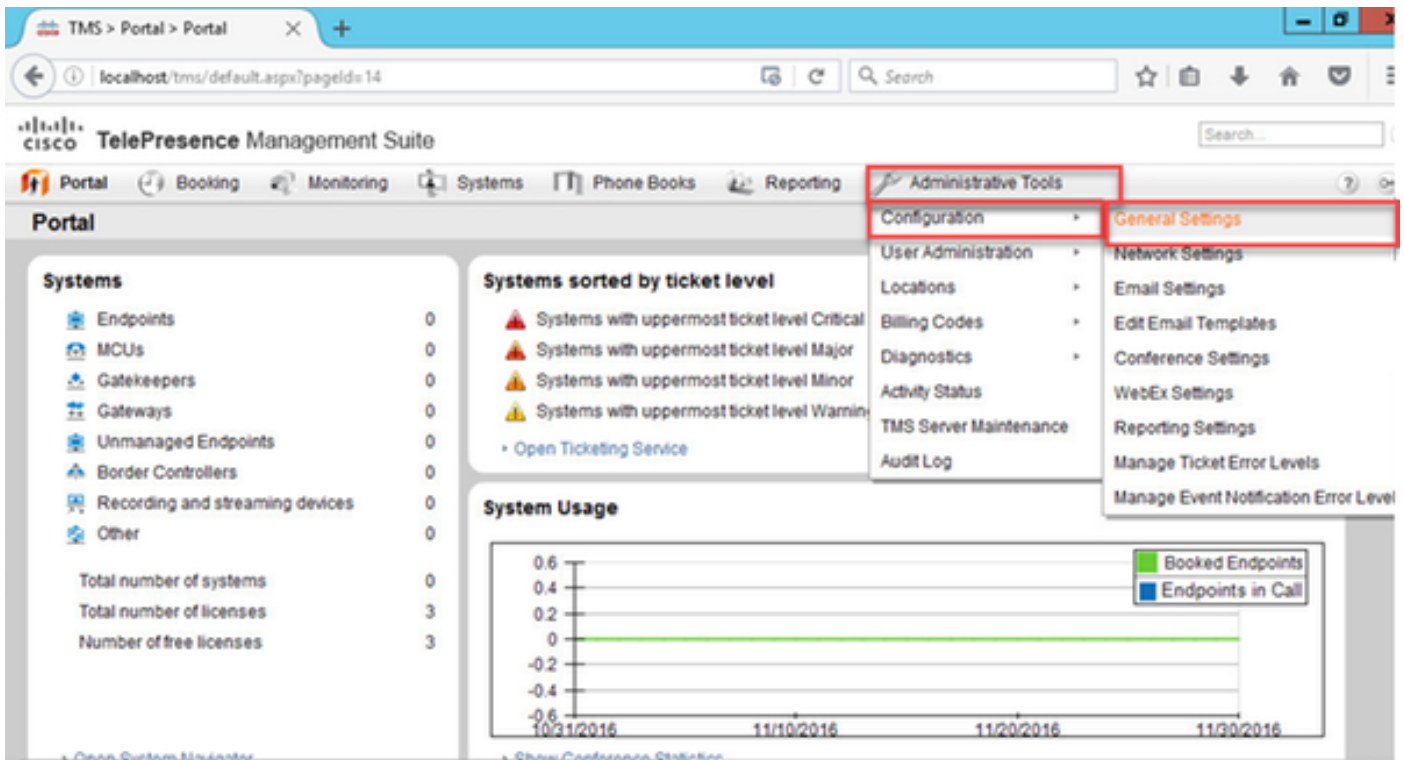 TMS > Portal > Portal
localhost/tms/default.aspx?pageId=14
Search
CISCO TelePresence Management Suite
Search...
Portal Booking Monitoring Systems Phone Books Reporting Administrative Tools ?
Portal
Configuration
General Settings
User Administration
Network Settings
Locations
Email Settings
Billing Codes
Edit Email Templates
Diagnostics
Conference Settings
Activity Status
WebEx Settings
TMS Server Maintenance
Reporting Settings
Audit Log
Manage Ticket Error Levels
Manage Event Notification Error Level
Systems
Endpoints 0
MCUs 0
Gatekeepers 0
Gateways 0
Unmanaged Endpoints 0
Border Controllers 0
Recording and streaming devices 0
Other 0
Total number of systems 0
Total number of licenses 3
Number of free licenses 3
Open System Navigator
Systems sorted by ticket level
Systems with uppermost ticket level Critical
Systems with uppermost ticket level Major
Systems with uppermost ticket level Minor
Systems with uppermost ticket level Warning
Open Ticketing Service
System Usage
Booked Endpoints
Endpoints in Call
0.6
0.4
0.2
0
-0.2
-0.4
-0.6
10/31/2016 11/10/2016 11/20/2016 11/30/2016
Show Conference Statistics